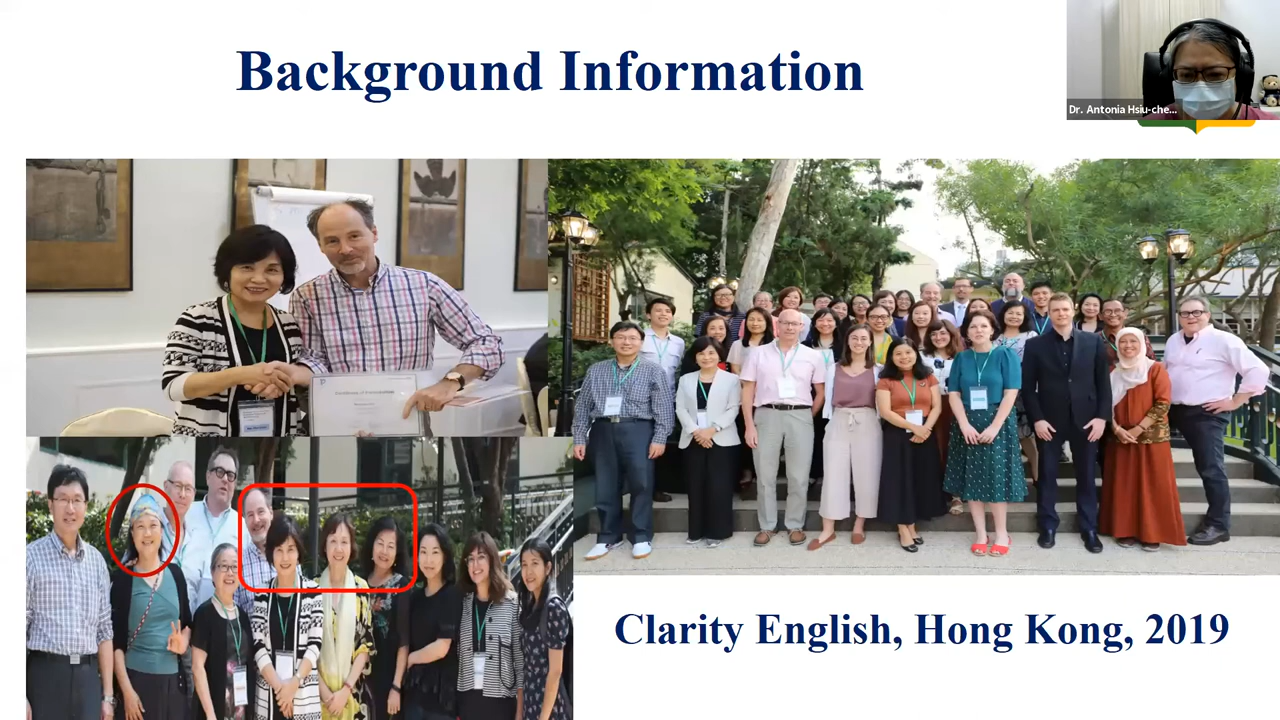 Background Information
Dr. Antonia Hsiu-che...
Clarity English, Hong Kong, 2019